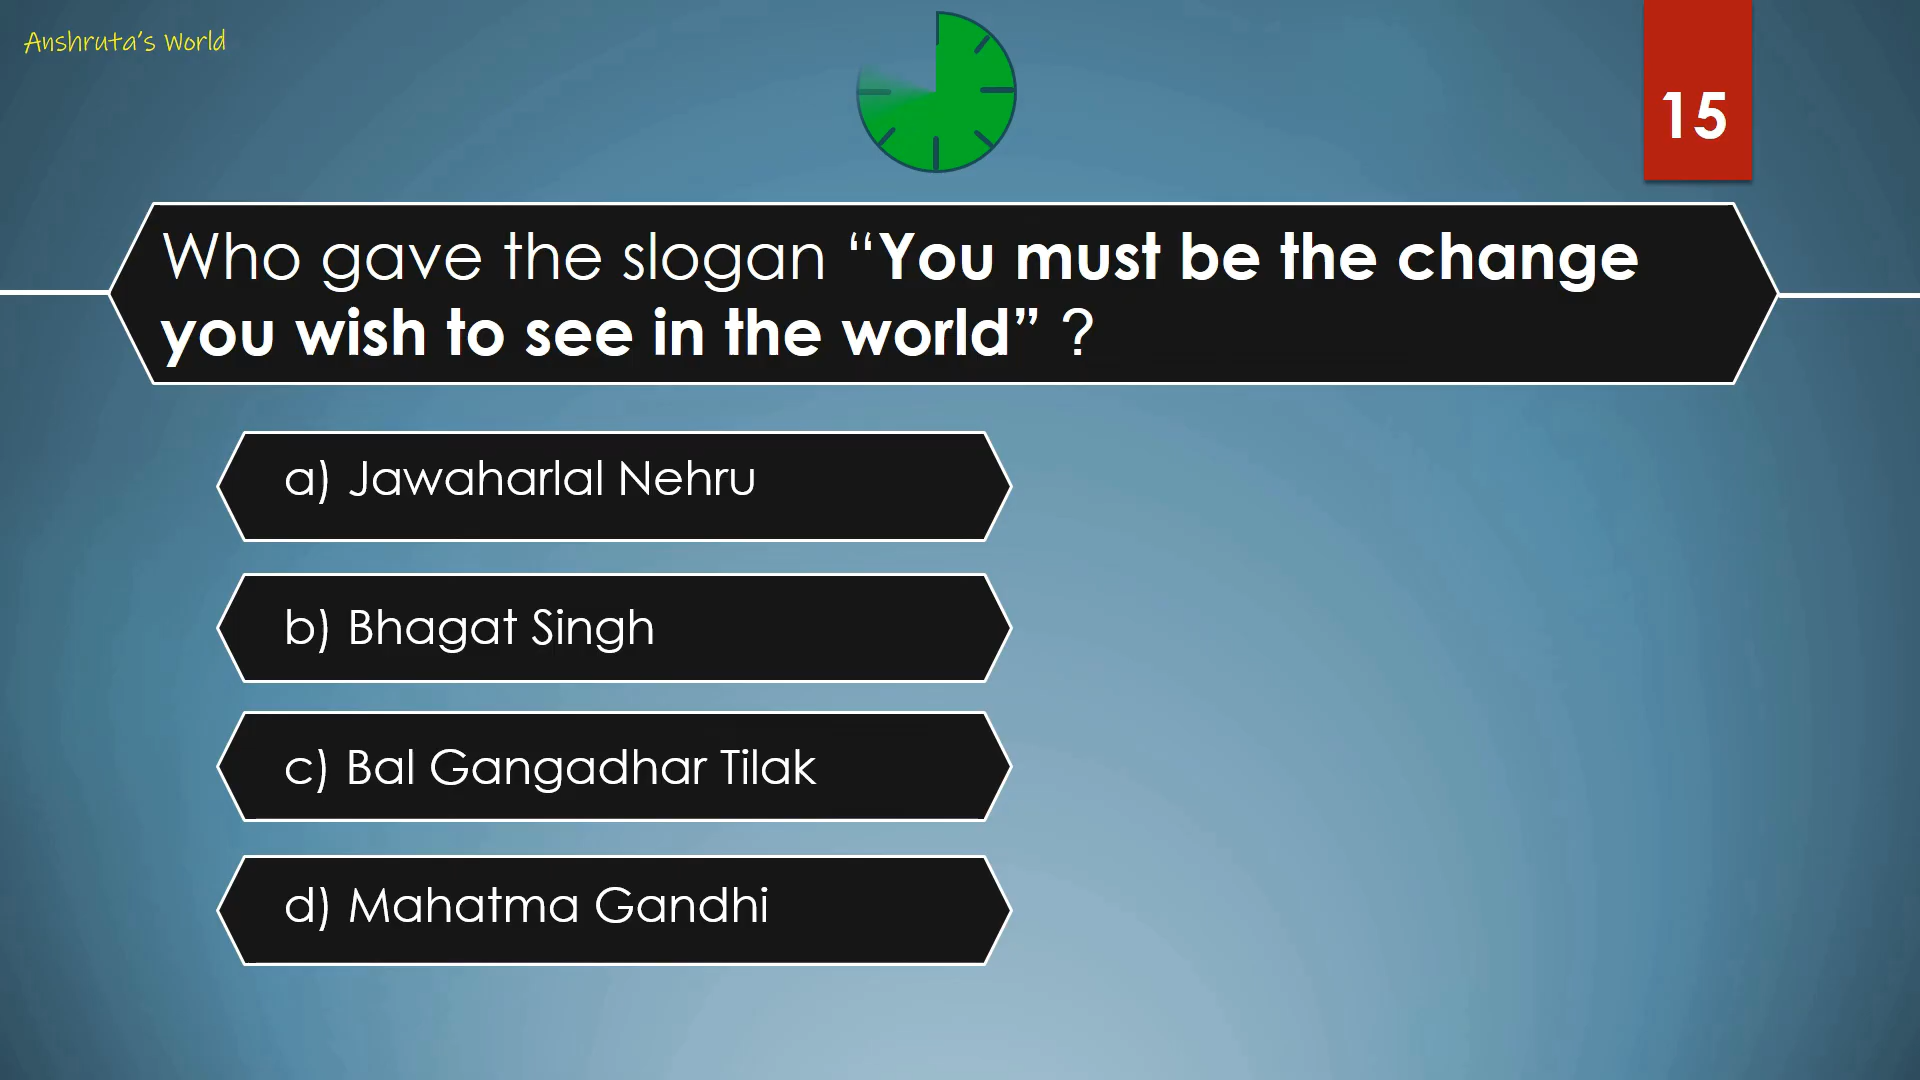 Anshruta's World
15
Who gave the slogan “You must be the change
you wish to see in the world” ?
a) Jawaharlal Nehru
b) Bhagat Singh
c) Bal Gangadhar Tilak
d) Mahatma Gandhi